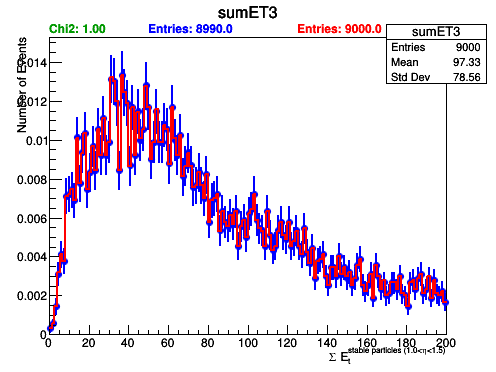 sumET3
Chi2: 1.00 Entries: 8990.0 Entries: 9000.0
sumET3
Entries 9000
Mean 97.33
Std Dev 78.56
Number of Events
0.014
0.012
0.01
0.008
0.006
0.004
0.002
0
0 20 40 60 80 100 120 140 160 180 200
Σ E_t^stable particles (1.0<η<1.5)